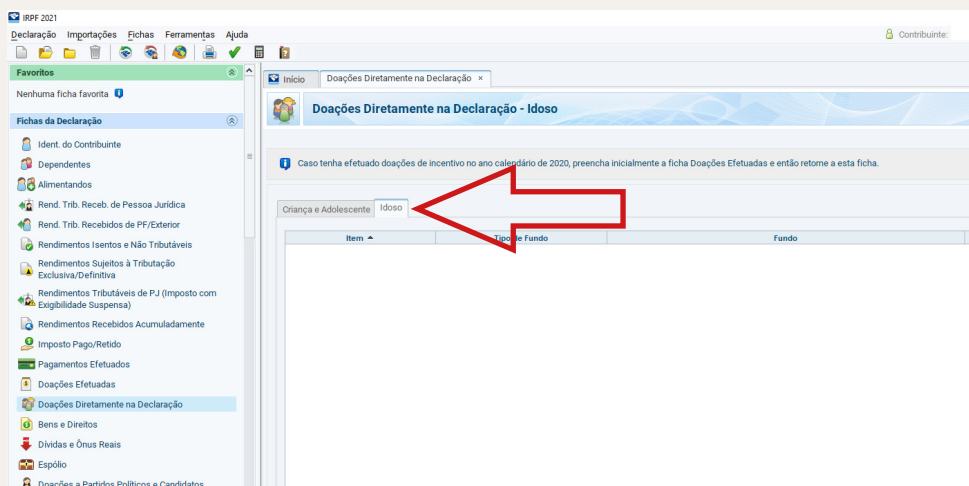 IRPF 2021
Declaração Importações Fichas Ferramentas Ajuda
Contribuinte:
Favoritos
Nenhuma ficha favorita
Fichas da Declaração
Ident. do Contribuinte
Dependentes
Alimentandos
Rend. Trib. Receb. de Pessoa Jurídica
Rend. Trib. Recebidos de PF/Exterior
Rendimentos Isentos e Não Tributáveis
Rendimentos Sujeitos à Tributação
Exclusiva/Definitiva
Rendimentos Tributáveis de PJ (Imposto com
Exigibilidade Suspensa)
Rendimentos Recebidos Acumuladamente
Imposto Pago/Retido
Pagamentos Efetuados
Doações Efetuadas
Doações Diretamente na Declaração
Bens e Direitos
Dívidas e Ônus Reais
Espólio
Doações a Partidos Políticos e Candidatos
Início Doações Diretamente na Declaração ×
Doações Diretamente na Declaração - Idoso
Caso tenha efetuado doações de incentivo no ano calendário de 2020, preencha inicialmente a ficha Doações Efetuadas e então retorne a esta ficha.
Criança e Adolescente Idoso
Item Tipo de Fundo Fundo